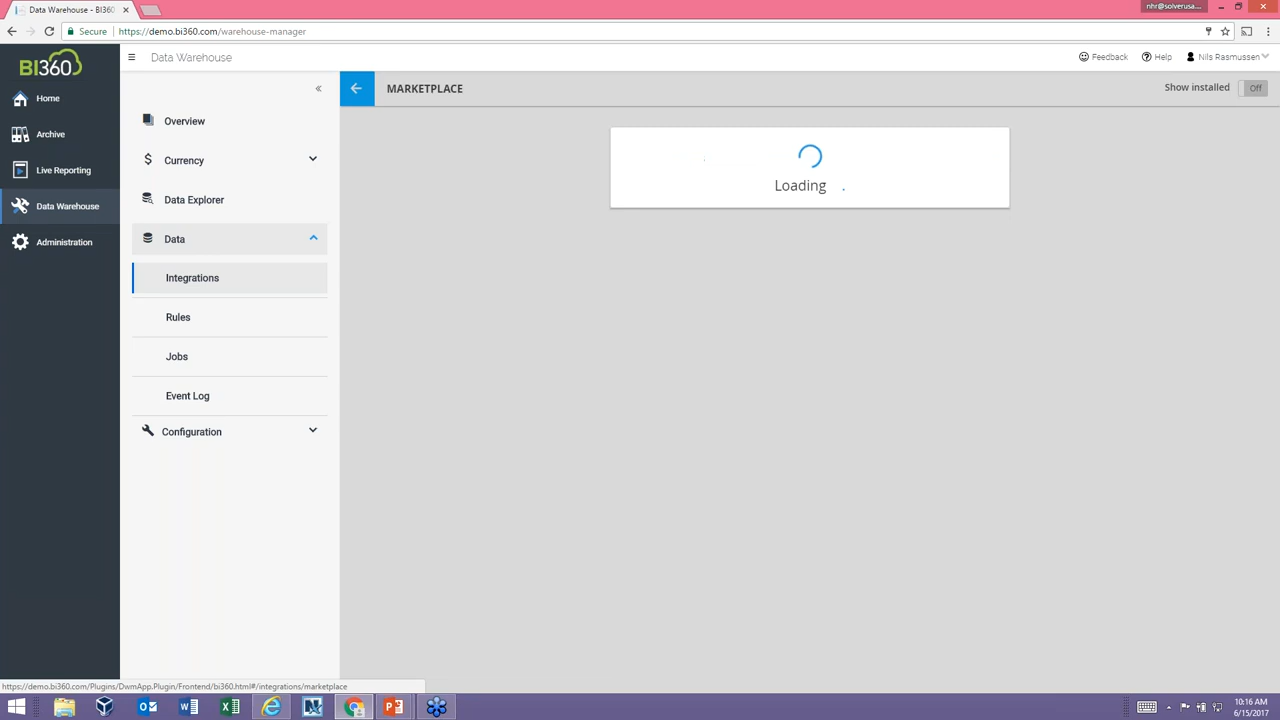 Data Warehouse - BI360
nhr@solverusa....
Secure
https://demo.bi360.com/warehouse-manager
BI360
Data Warehouse
Feedback
Help
Nils Rasmussen
Home
Archive
Live Reporting
Data Warehouse
Administration
Overview
Currency
Data Explorer
Data
Integrations
Rules
Jobs
Event Log
Configuration
MARKETPLACE
Show installed
Off
Loading .
https://demo.bi360.com/Plugins/DwmApp.Plugin/Frontend/bi360.html#/integrations/marketplace
10:16 AM
6/15/2017